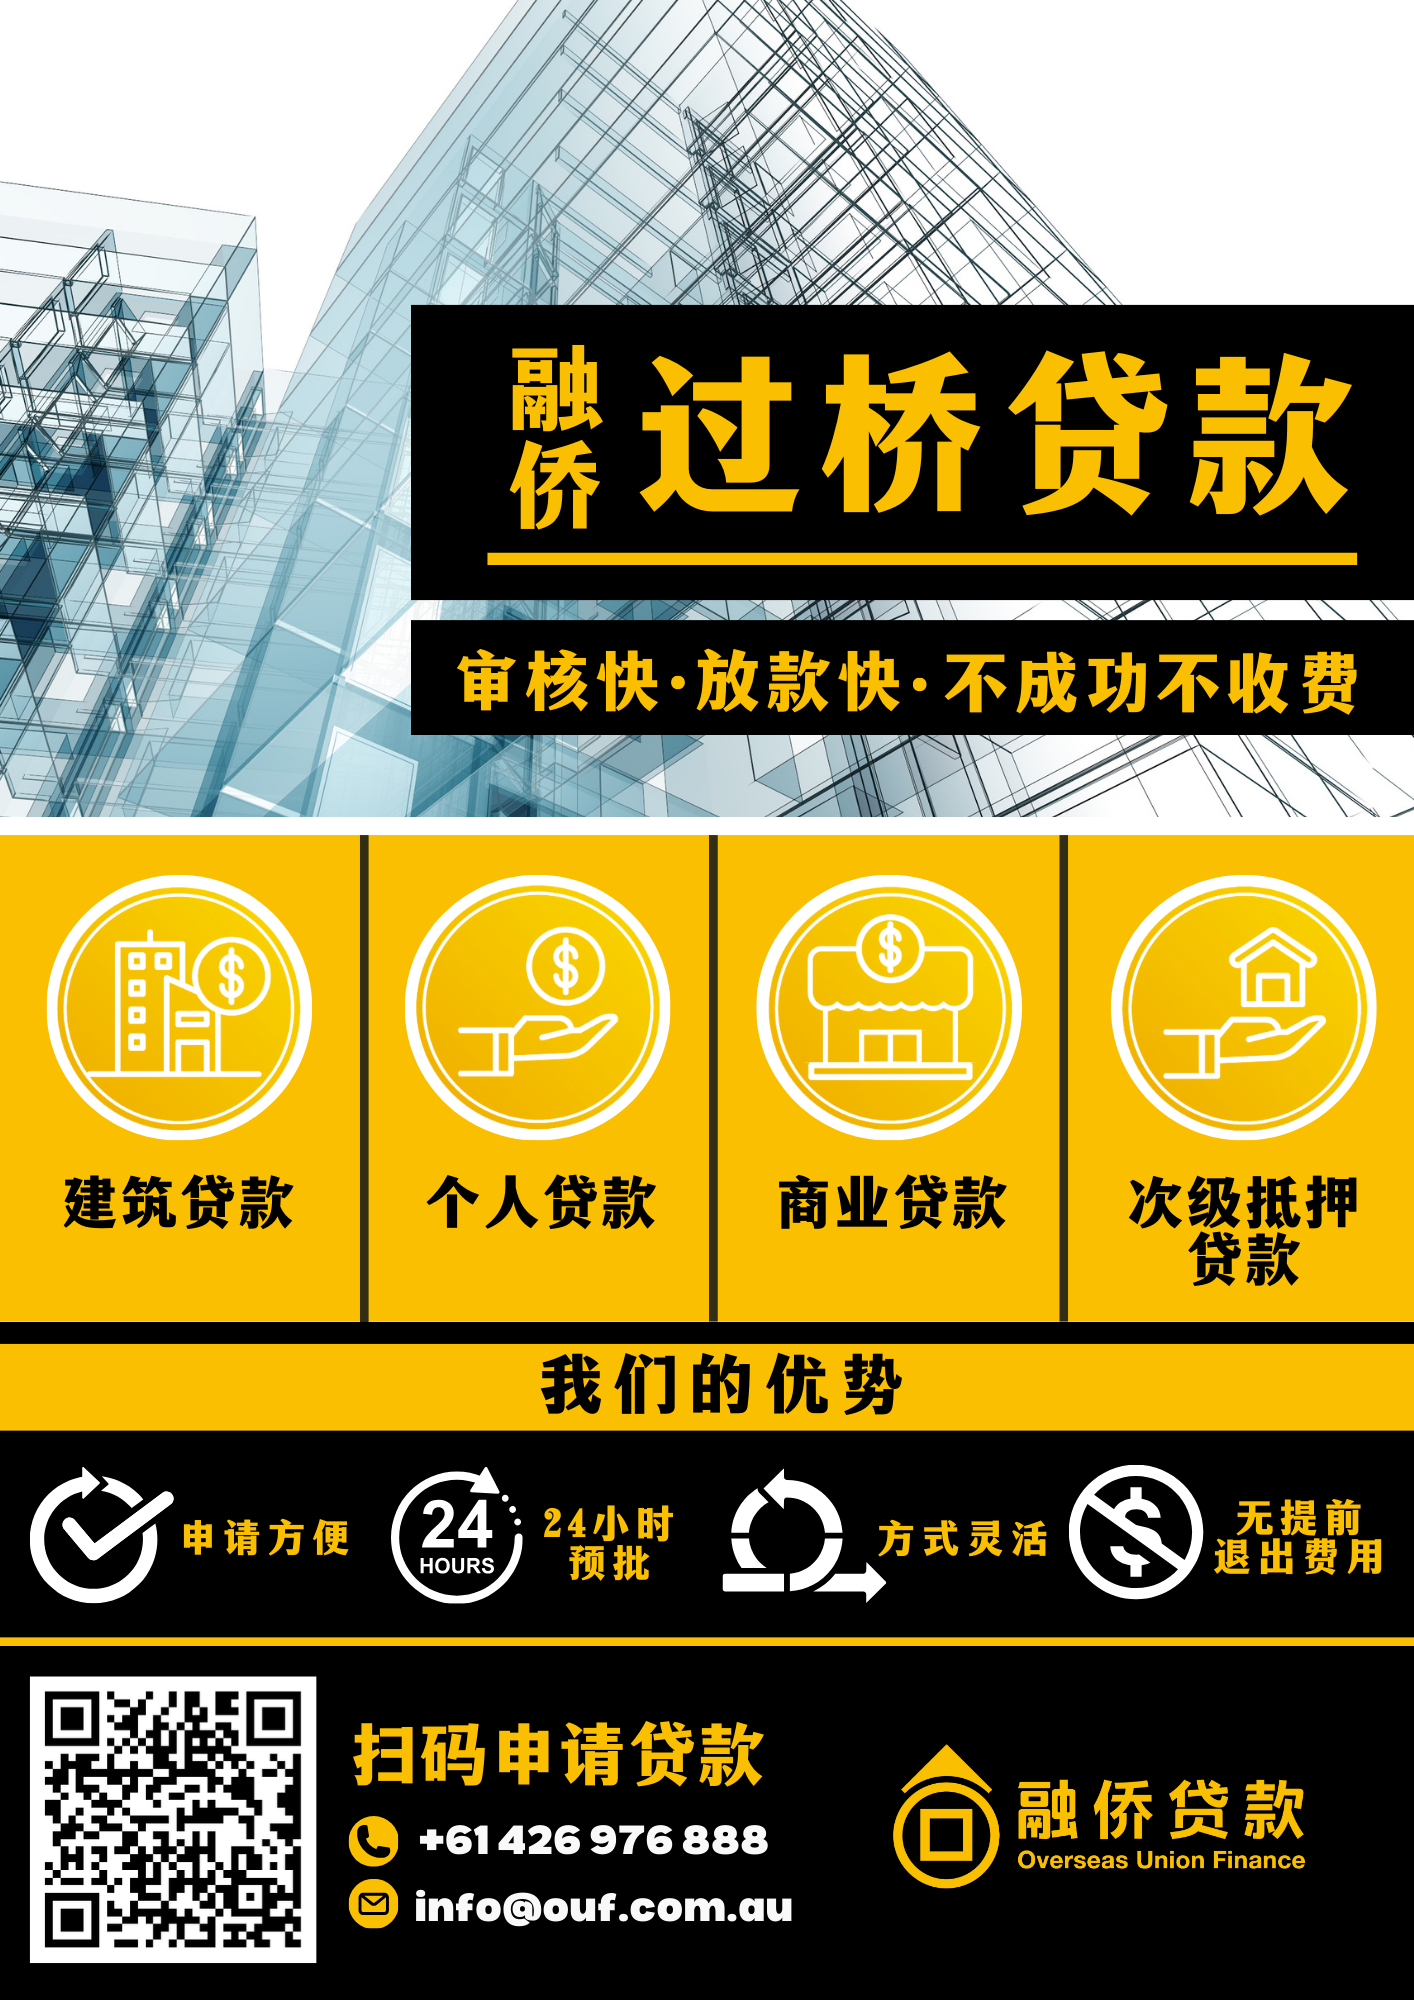 融侨
过桥贷款
审核快·放款快·不成功不收费
建筑贷款
个人贷款
商业贷款
次级抵押
贷款
我们的优势
申请方便
24
HOURS
24小时
预批
方式灵活
无提前
退出费用
扫码申请贷款
+61 426 976 888
info@ouf.com.au
融侨贷款
Overseas Union Finance